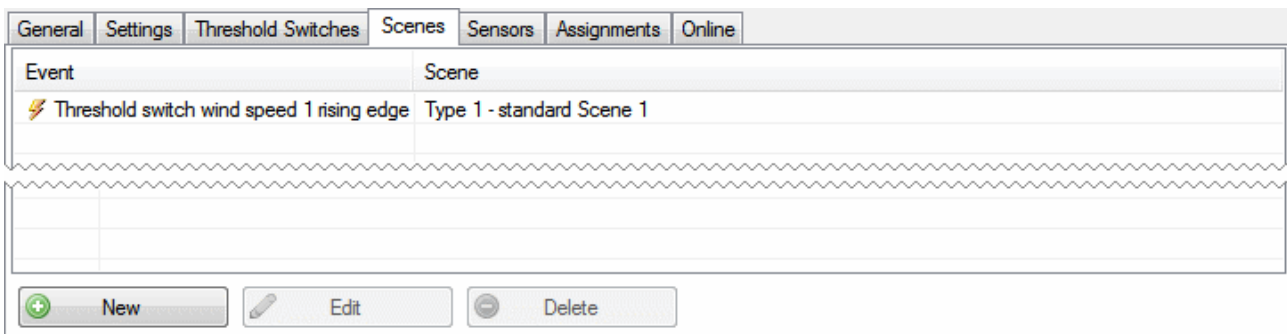 General Settings Threshold Switches Scenes Sensors Assignments Online
Event Scene
Threshold switch wind speed 1 rising edge Type 1 - standard Scene 1
New Edit Delete